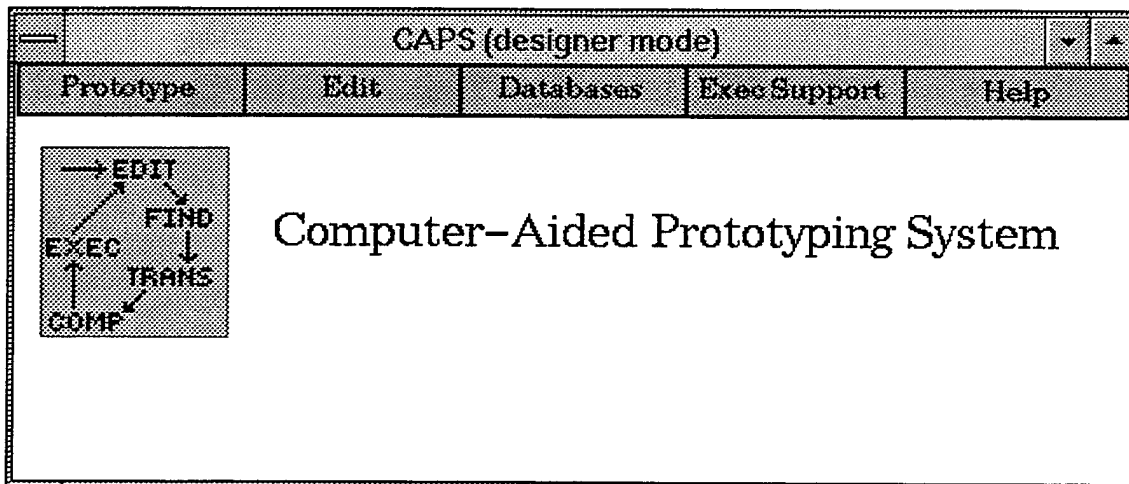 CAPS (designer mode)
Prototype Edit Databases Exec Support Help
EDIT
FIND
EXEC
TRANS
COMP
Computer-Aided Prototyping System